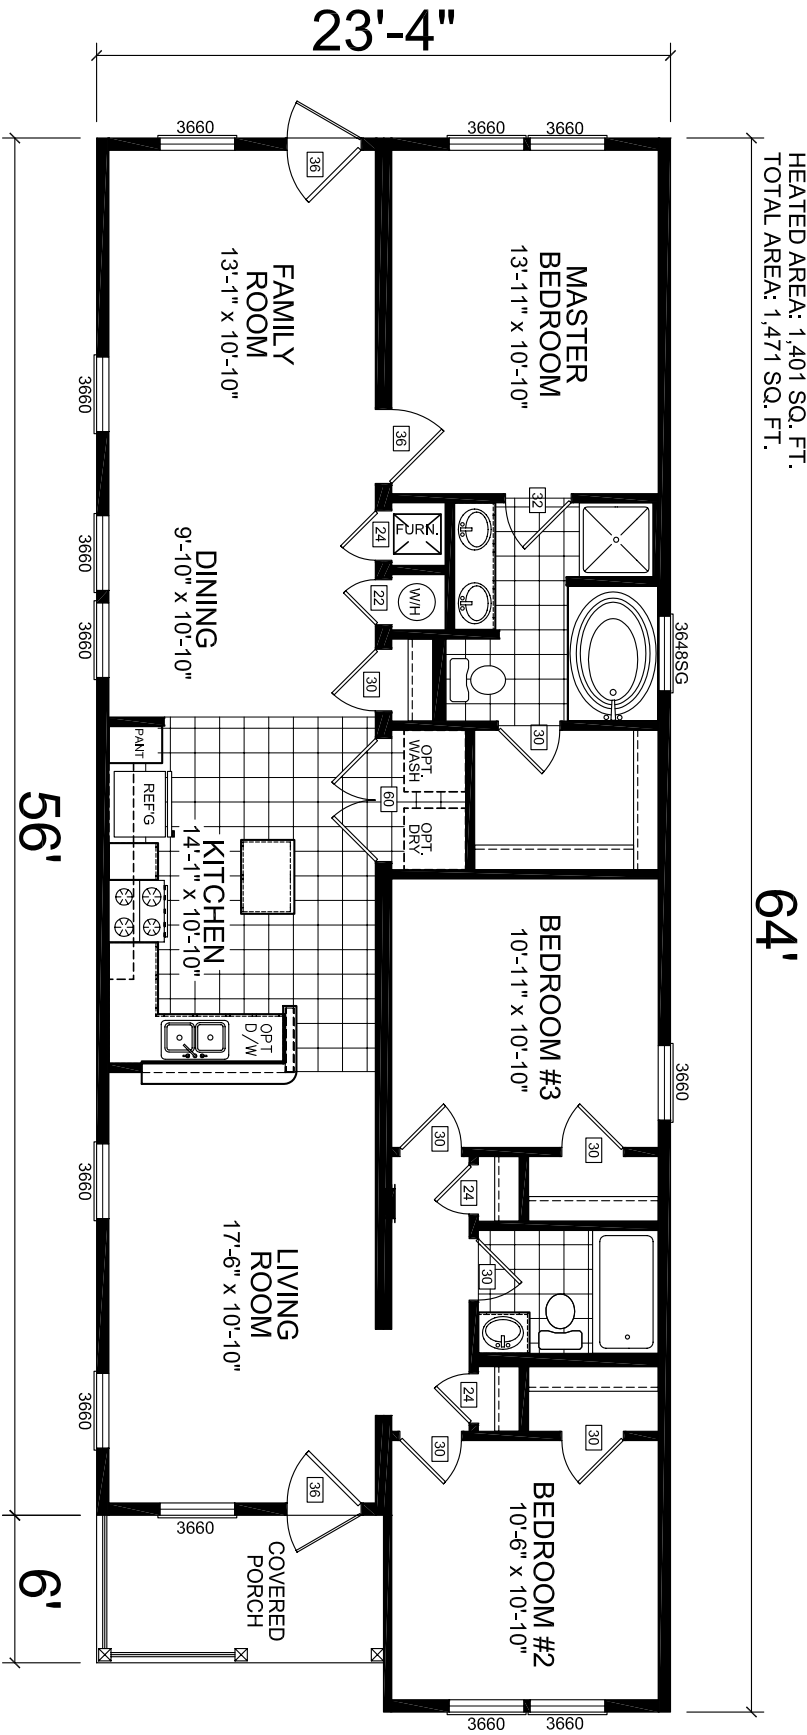 23'-4"
HEATED AREA: 1,401 SQ. FT.
TOTAL AREA: 1,471 SQ. FT.
64'
56'
6'
3660
3660
3660
36
MASTER
BEDROOM
13'-11" x 10'-10"
FAMILY
ROOM
13'-1" x 10'-10"
3660
36
32
3660
24
FURN.
DINING
9'-10" x 10'-10"
22
W/H
3660
3648SG
30
30
PANT
OPT.
WASH
60
OPT.
DRY
REF'G
KITCHEN
14'-1" x 10'-10"
OPT
D/W
BEDROOM #3
10'-11" x 10'-10"
3660
30
30
3660
24
LIVING
ROOM
17'-6" x 10'-10"
30
3660
24
30
30
36
3660
COVERED
PORCH
BEDROOM #2
10'-6" x 10'-10"
3660
3660